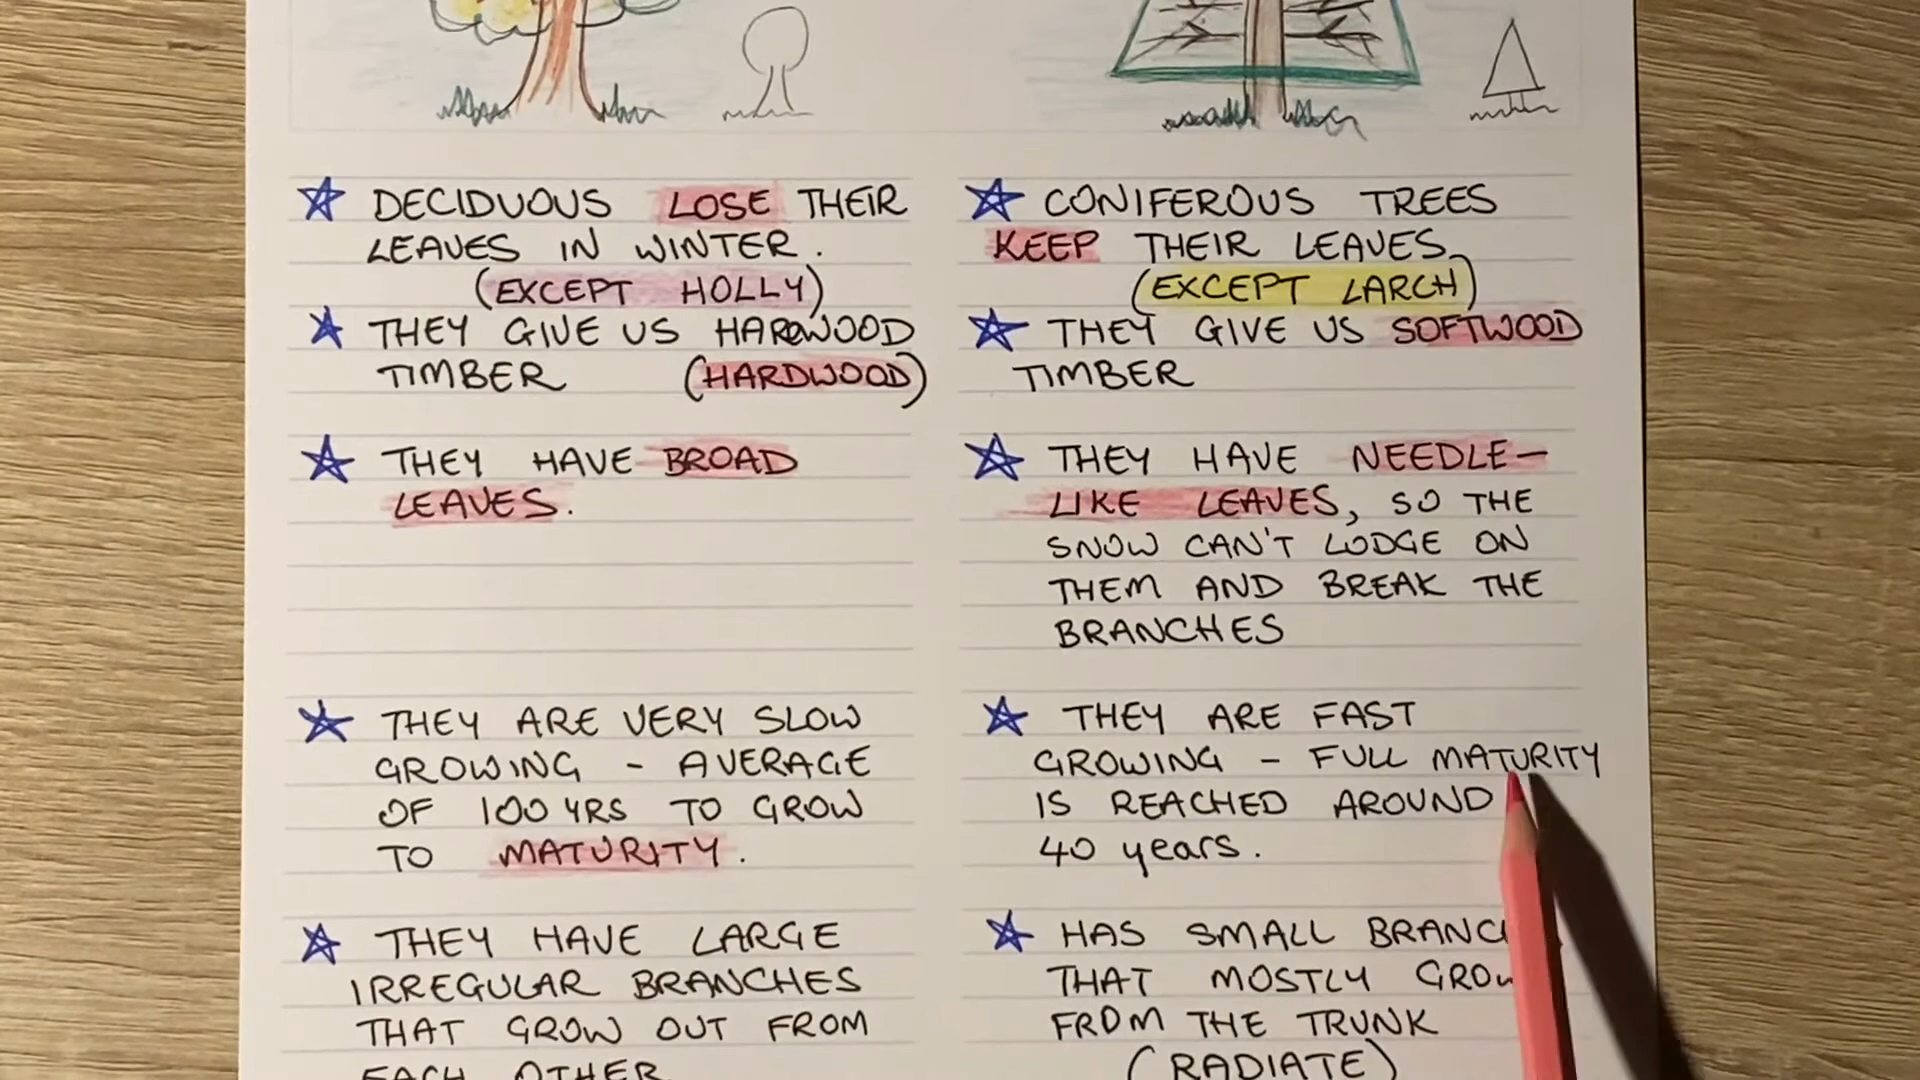 ☆ DECIDUOUS LOSE THEIR
LEAVES IN WINTER.
(EXCEPT HOLLY)
☆ THEY GIVE US HARDWOOD
TIMBER (HARDWOOD)
☆ THEY HAVE BROAD
LEAVES.
☆ THEY ARE VERY SLOW
GROWING - AVERAGE
OF 100 YRS TO GROW
TO MATURITY.
☆ THEY HAVE LARGE
IRREGULAR BRANCHES
THAT GROW OUT FROM
EACH OTHER
☆ CONIFEROUS TREES
KEEP THEIR LEAVES.
(EXCEPT LARCH)
☆ THEY GIVE US SOFTWOOD
TIMBER
☆ THEY HAVE NEEDLE-
LIKE LEAVES, SO THE
SNOW CAN'T LODGE ON
THEM AND BREAK THE
BRANCHES
☆ THEY ARE FAST
GROWING - FULL MATURITY
IS REACHED AROUND
40 years.
☆ HAS SMALL
THAT MOSTLY
FROM THE TRUNK
(RADIATE)